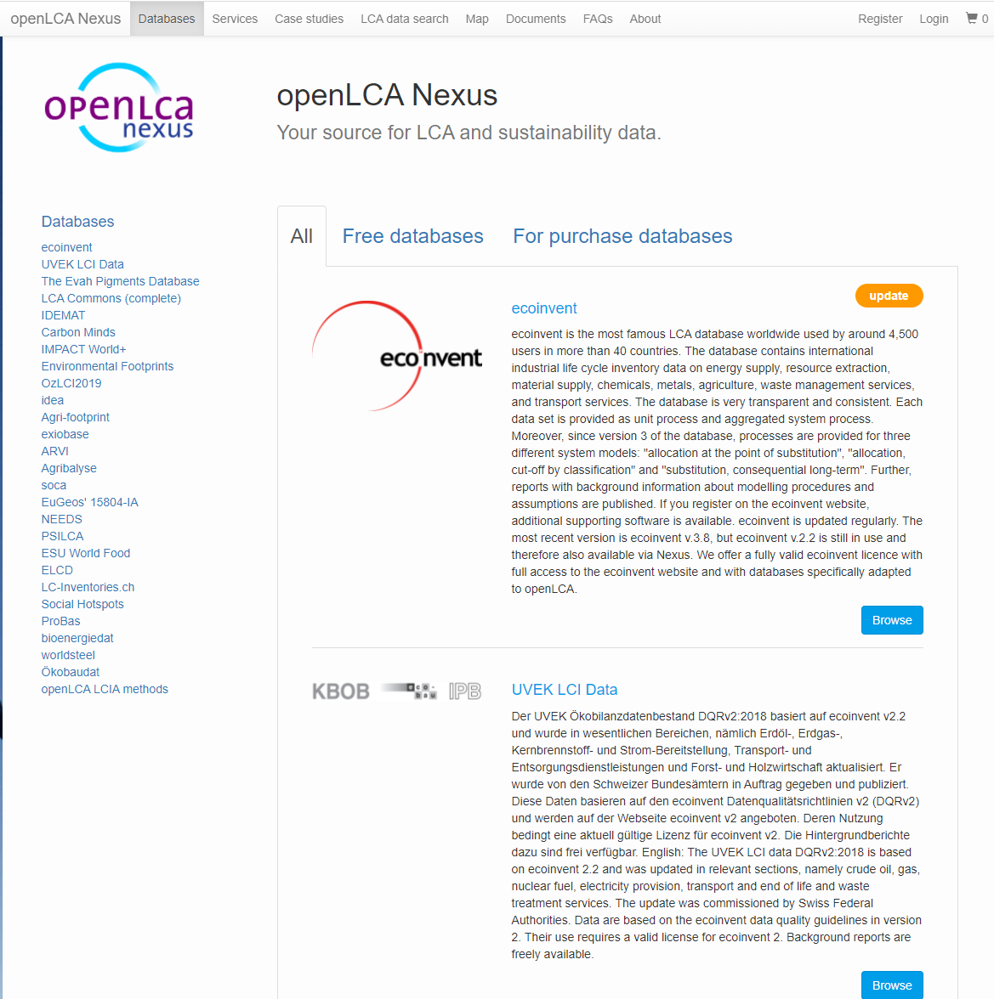 openLCA Nexus Databases Services Case studies LCA data search Map Documents FAQs About Register Login 0
openLCA
nexus
openLCA Nexus
Your source for LCA and sustainability data.
Databases
ecoinvent
UVEK LCI Data
The Evah Pigments Database
LCA Commons (complete)
IDEMAT
Carbon Minds
IMPACT World+
Environmental Footprints
OzLCI2019
idea
Agri-footprint
exiobase
ARVI
Agribalyse
soca
EuGeos' 15804-IA
NEEDS
PSILCA
ESU World Food
ELCD
LC-Inventories.ch
Social Hotspots
ProBas
bioenergiedat
worldsteel
Ökobaudat
openLCA LCIA methods
All Free databases For purchase databases
update
ecoinvent
ecoinvent
ecoinvent is the most famous LCA database worldwide used by around 4,500
users in more than 40 countries. The database contains international
industrial life cycle inventory data on energy supply, resource extraction,
material supply, chemicals, metals, agriculture, waste management services,
and transport services. The database is very transparent and consistent. Each
data set is provided as unit process and aggregated system process.
Moreover, since version 3 of the database, processes are provided for three
different system models: "allocation at the point of substitution", "allocation,
cut-off by classification" and "substitution, consequential long-term". Further,
reports with background information about modelling procedures and
assumptions are published. If you register on the ecoinvent website,
additional supporting software is available. ecoinvent is updated regularly. The
most recent version is ecoinvent v.3.8, but ecoinvent v.2.2 is still in use and
therefore also available via Nexus. We offer a fully valid ecoinvent licence with
full access to the ecoinvent website and with databases specifically adapted
to openLCA.
Browse
KBOB eco-bau IPB
UVEK LCI Data
Der UVEK Ökobilanzdatenbestand DQRv2:2018 basiert auf ecoinvent v2.2
und wurde in wesentlichen Bereichen, nämlich Erdöl-, Erdgas-,
Kernbrennstoff- und Strom-Bereitstellung, Transport- und
Entsorgungsdienstleistungen und Forst- und Holzwirtschaft aktualisiert. Er
wurde von den Schweizer Bundesämtern in Auftrag gegeben und publiziert.
Diese Daten basieren auf den ecoinvent Datenqualitätsrichtlinien v2 (DQRv2)
und werden auf der Webseite ecoinvent v2 angeboten. Deren Nutzung
bedingt eine aktuell gültige Lizenz für ecoinvent v2. Die Hintergrundberichte
dazu sind frei verfügbar. English: The UVEK LCI data DQRv2:2018 is based
on ecoinvent 2.2 and was updated in relevant sections, namely crude oil, gas,
nuclear fuel, electricity provision, transport and end of life and waste
treatment services. The update was commissioned by Swiss Federal
Authorities. Data are based on the ecoinvent data quality guidelines in version
2. Their use requires a valid license for ecoinvent 2. Background reports are
freely available.
Browse